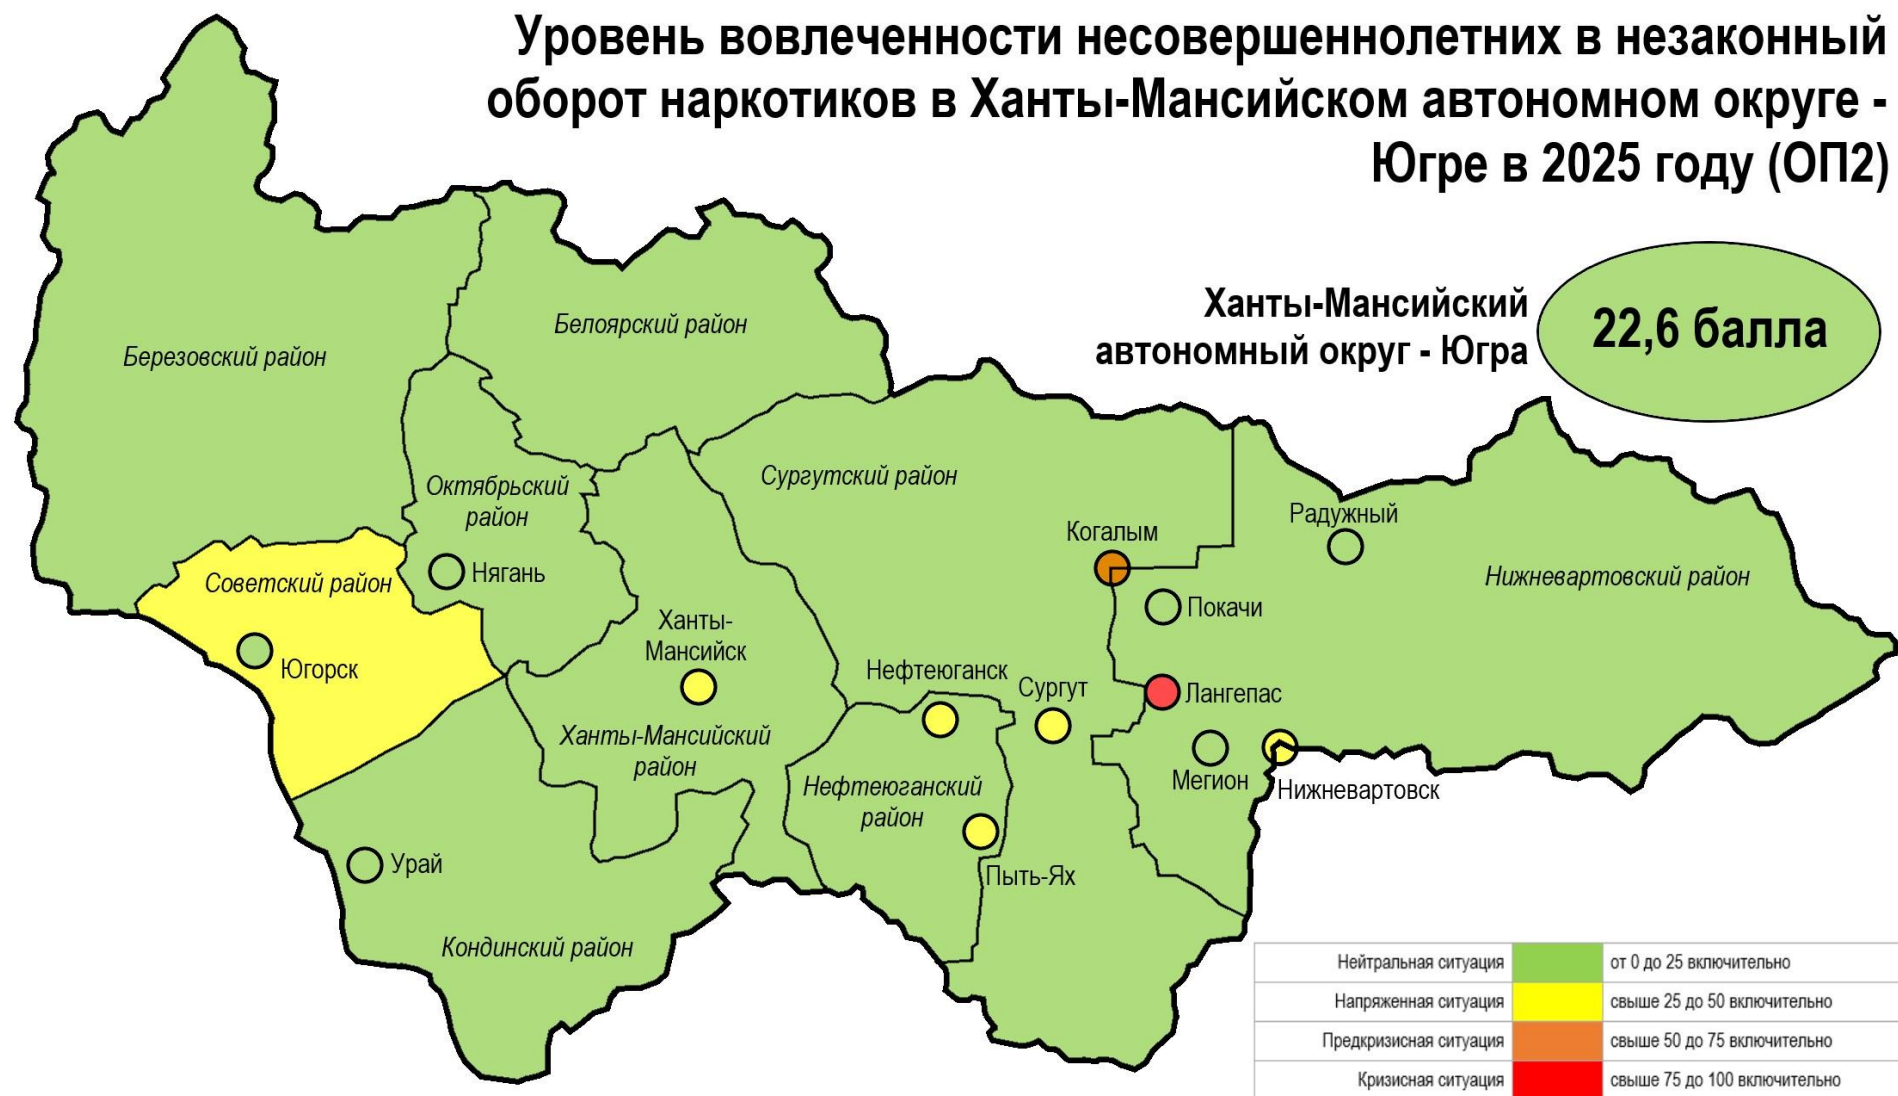 Уровень вовлеченности несовершеннолетних в незаконный
оборот наркотиков в Ханты-Мансийском автономном округе -
Югре в 2025 году (ОП2)
Ханты-Мансийский
автономный округ - Югра
22,6 балла
Березовский район
Белоярский район
Октябрьский
район
Сургутский район
Когалым
Радужный
Нижневартовский район
Советский район
Нягань
Покачи
Ханты-
Мансийск
Югорск
Нефтеюганск
Сургут
Лангепас
Ханты-Мансийский
район
Мегион
Нижневартовск
Нефтеюганский
район
Урай
Пыть-Ях
Кондинский район
Нейтральная ситуация от 0 до 25 включительно
Напряженная ситуация свыше 25 до 50 включительно
Предкризисная ситуация свыше 50 до 75 включительно
Кризисная ситуация свыше 75 до 100 включительно